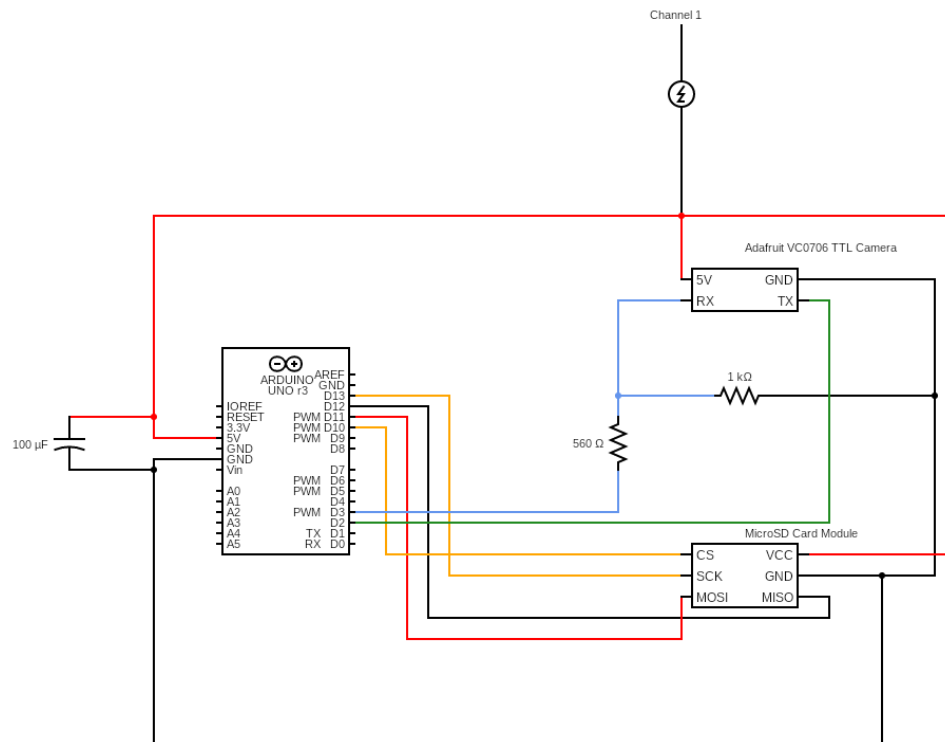 Channel 1
Adafruit VC0706 TTL Camera
5V GND
RX TX
1 kΩ
560 Ω
100 µF
ARDUINO
UNO r3
AREF
GND
D13
IOREF D12
RESET PWM D11
3.3V PWM D10
5V PWM D9
GND D8
GND
Vin D7
PWM D6
A0 PWM D5
A1 D4
A2 PWM D3
A3 D2
A4 TX D1
A5 RX D0
MicroSD Card Module
CS VCC
SCK GND
MOSI MISO